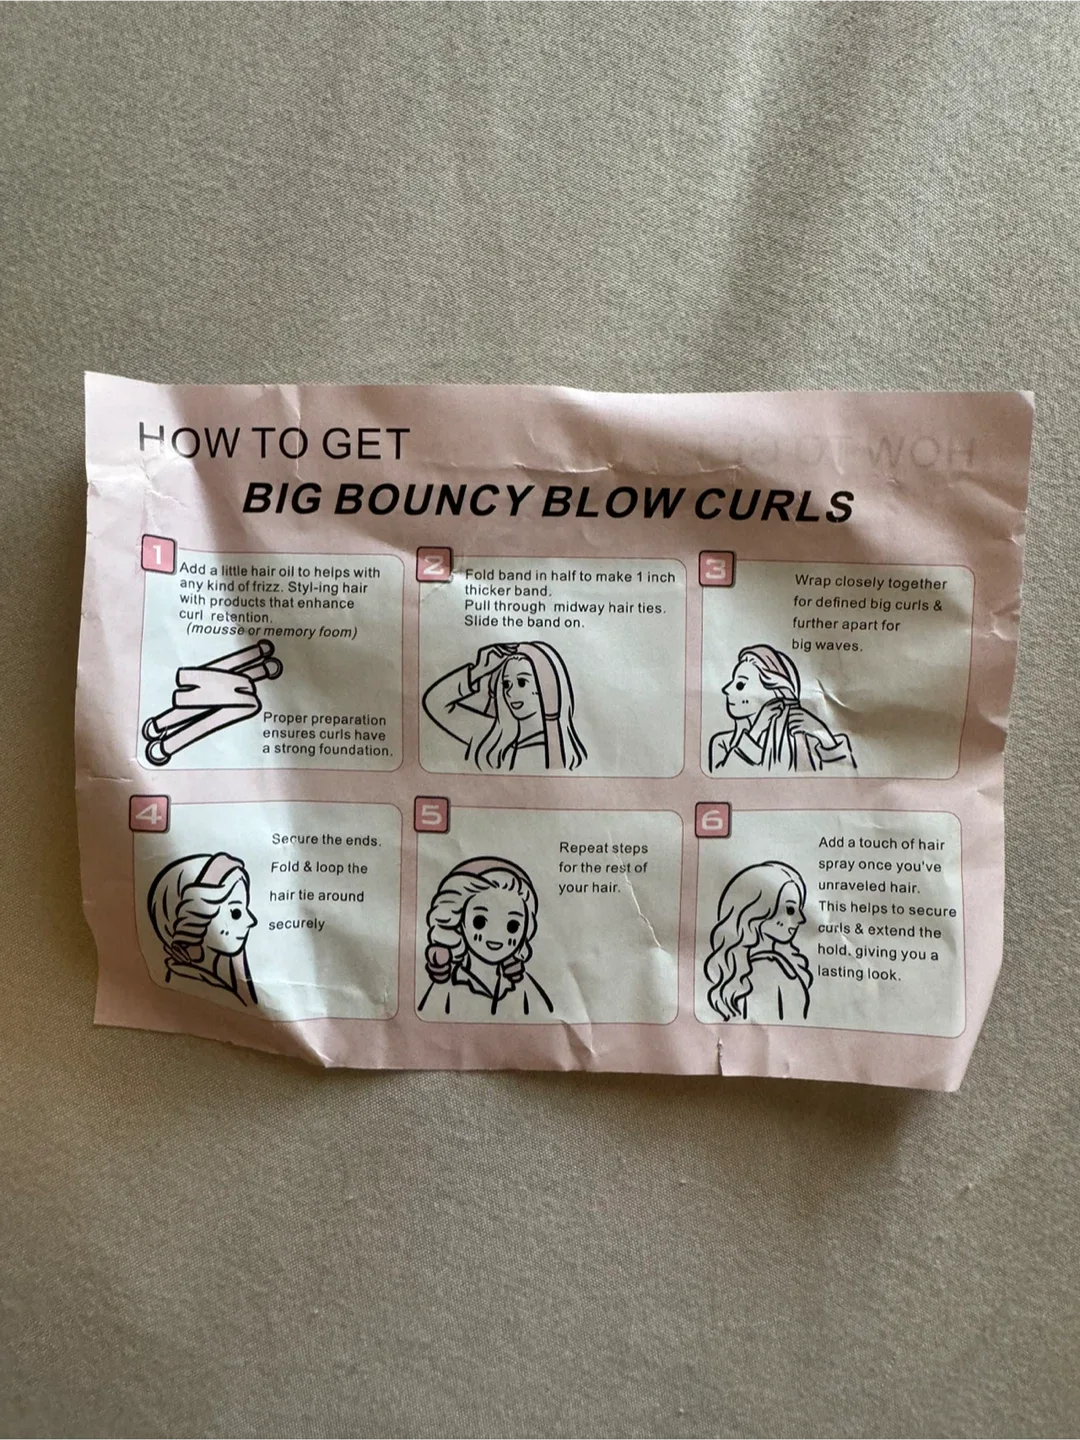 HOW TO GET
BIG BOUNCY BLOW CURLS
1
Add a little hair oil to helps with
any kind of frizz. Styl-ing hair
with products that enhance
curl retention.
(mousse or memory foom)
Proper preparation
ensures curls have
a strong foundation.
2
Fold band in half to make 1 inch
thicker band.
Pull through midway hair ties.
Slide the band on.
3
Wrap closely together
for defined big curls &
further apart for
big waves.
4
Secure the ends.
Fold & loop the
hair tie around
securely
5
Repeat steps
for the rest of
your hair.
6
Add a touch of hair
spray once you've
unraveled hair.
This helps to secure
curls & extend the
hold. giving you a
lasting look.